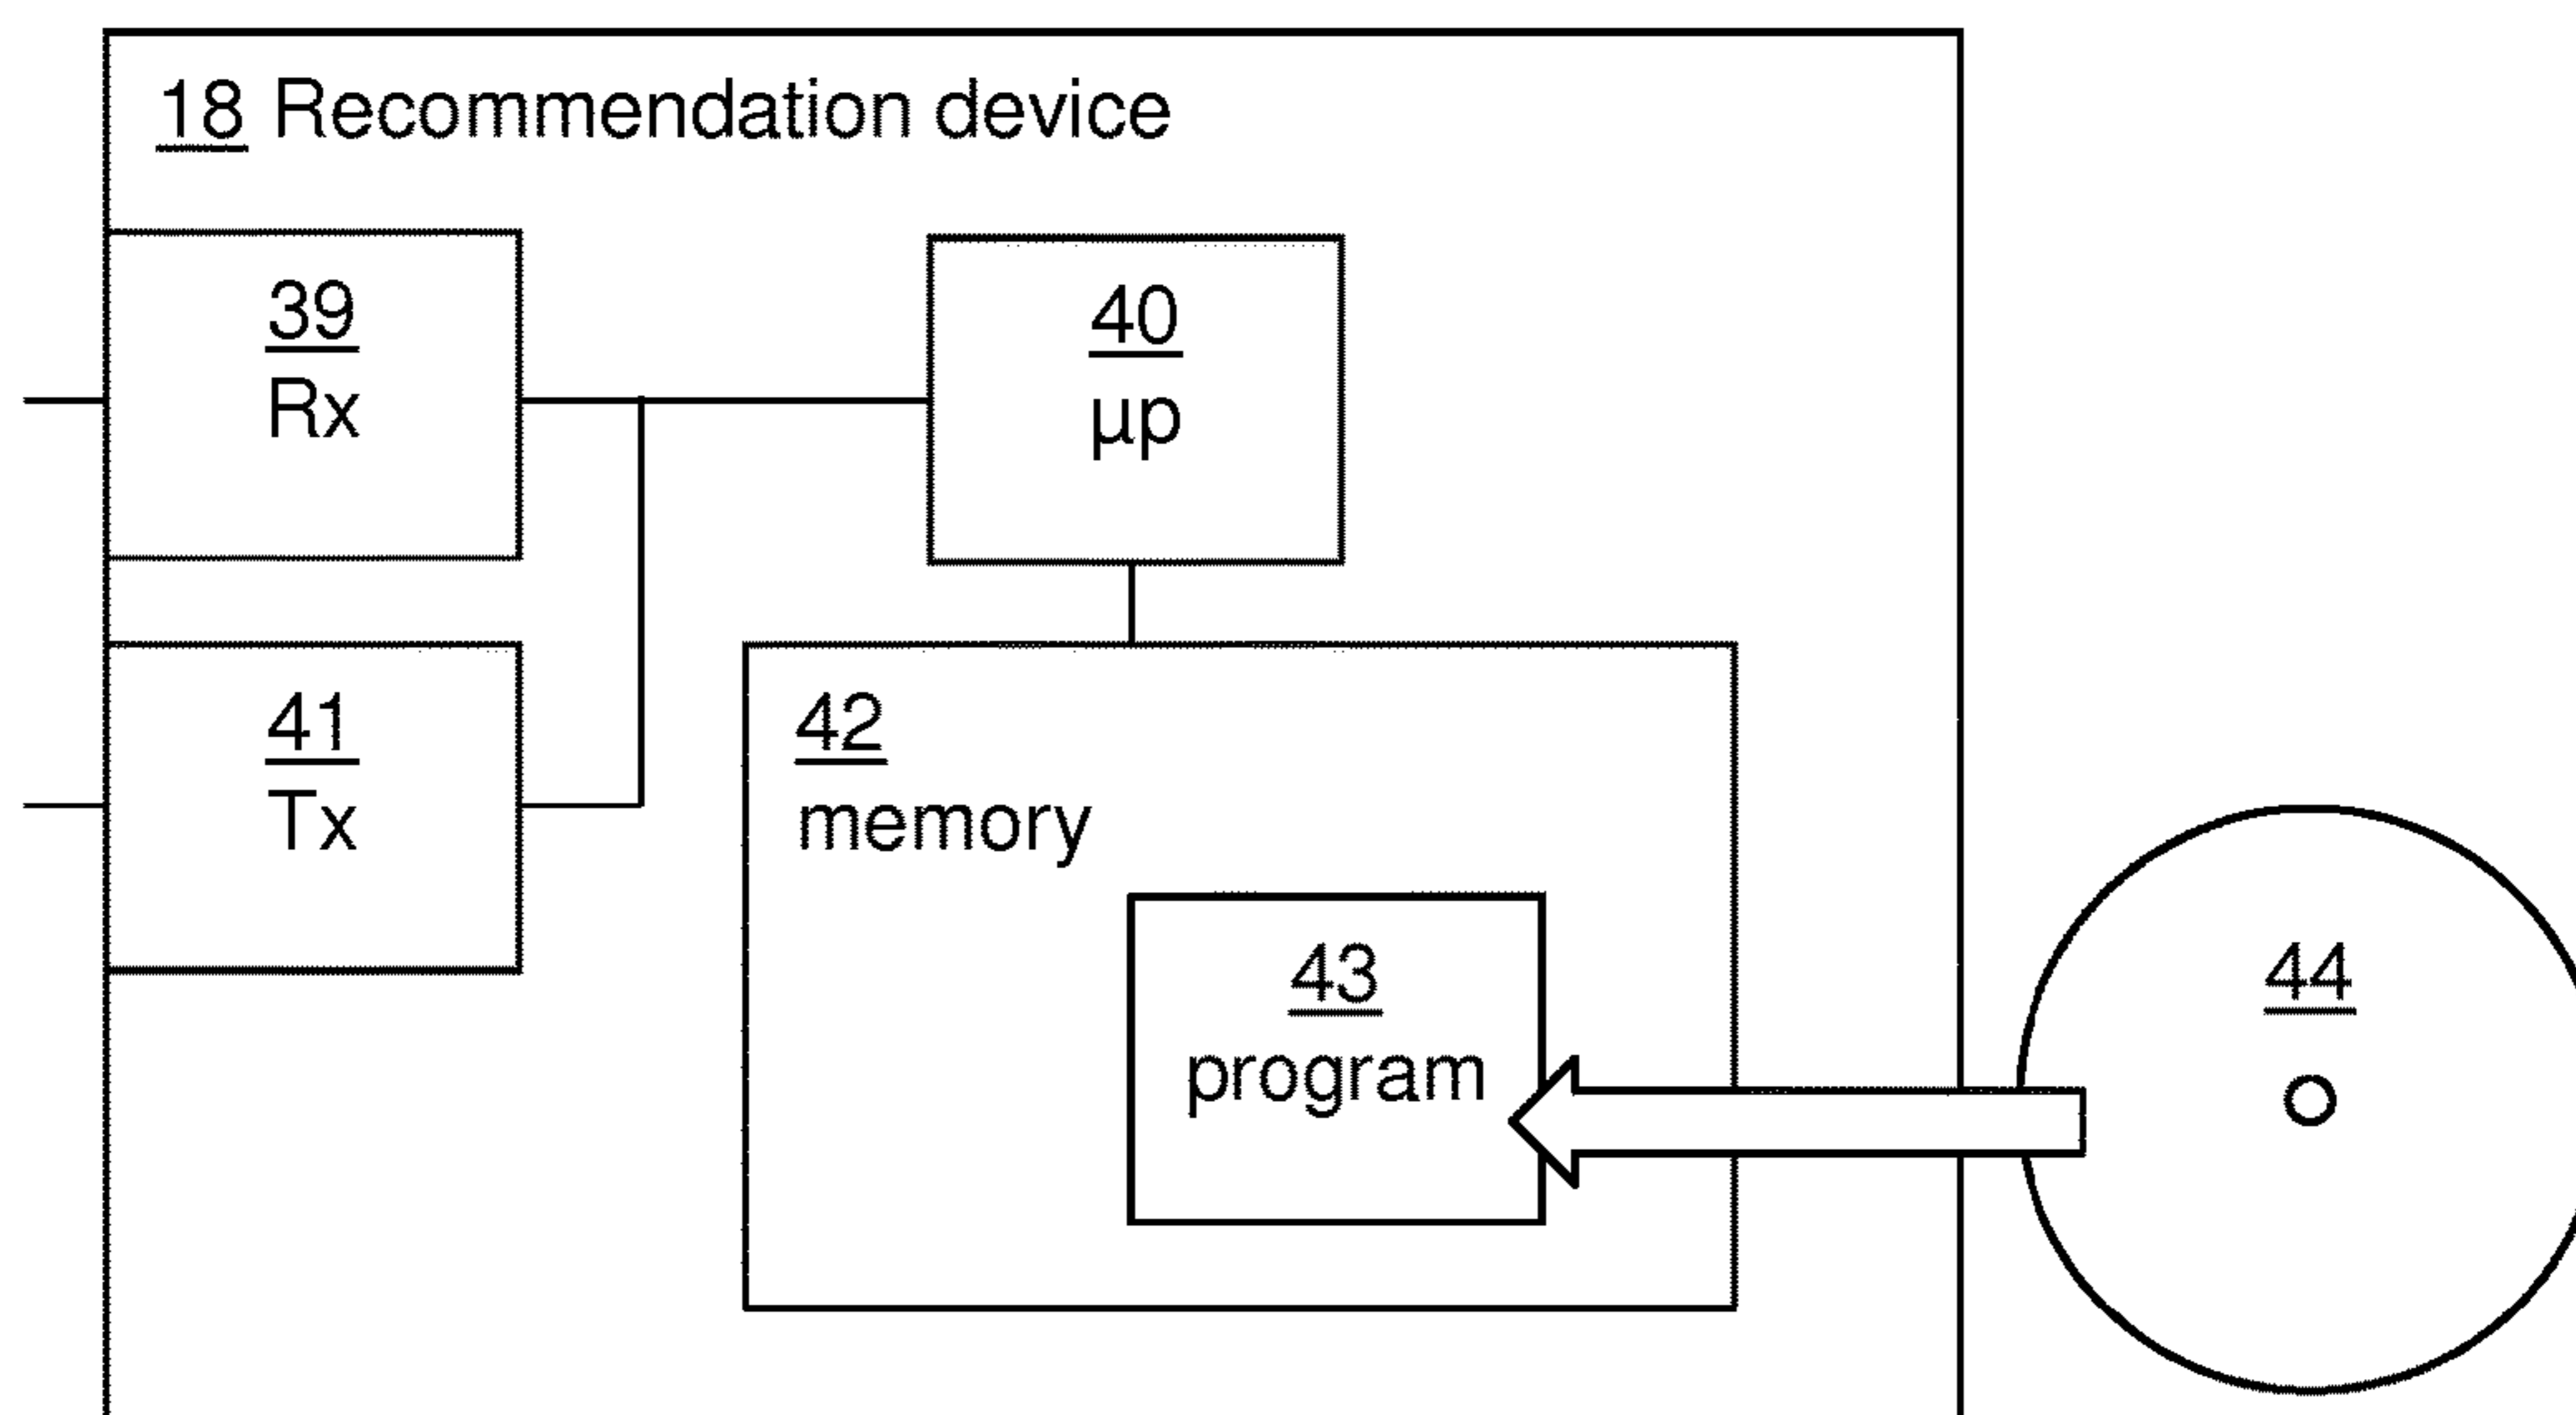 18 Recommendation device
39
Rx
40
µp
41
Tx
42
memory
43
program
44